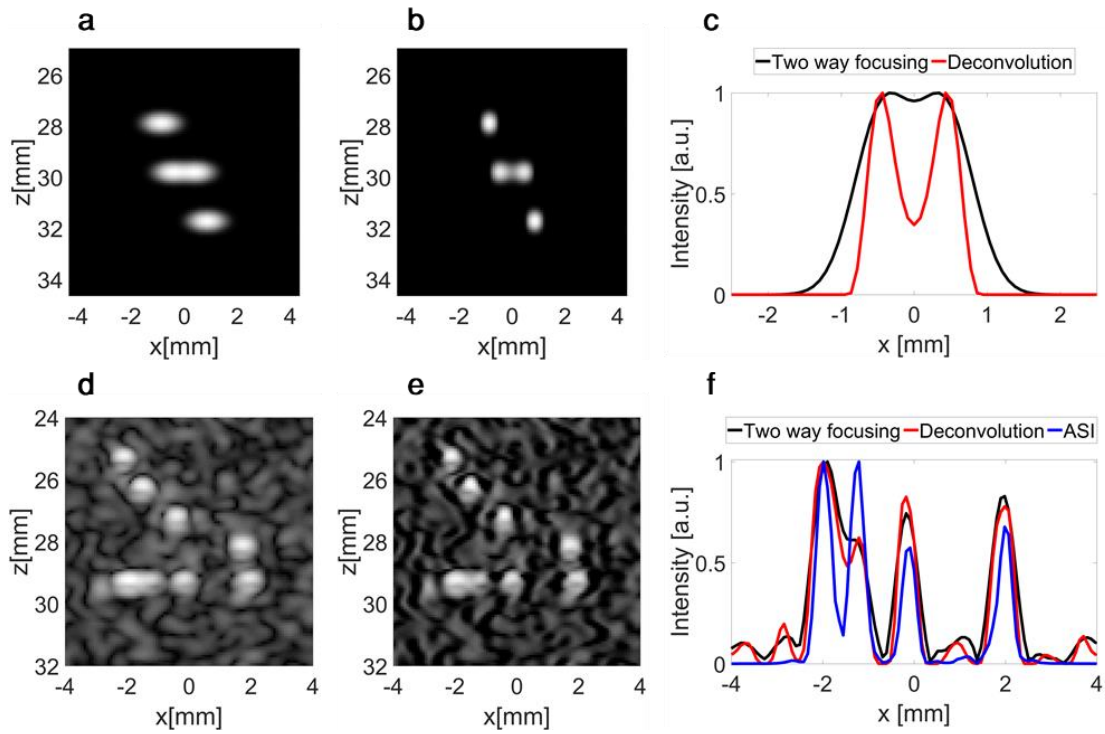 a
26
28
30
32
34
z[mm]
-4 -2 0 2 4
x[mm]
b
26
28
30
32
34
z[mm]
-4 -2 0 2 4
x[mm]
c
Two way focusing Deconvolution
1
0.5
0
Intensity [a.u.]
-2 -1 0 1 2
x [mm]
d
24
26
28
30
32
z[mm]
-4 -2 0 2 4
x[mm]
e
24
26
28
30
32
z[mm]
-4 -2 0 2 4
x[mm]
f
Two way focusing Deconvolution ASI
1
0.5
0
Intensity [a.u.]
-4 -2 0 2 4
x [mm]